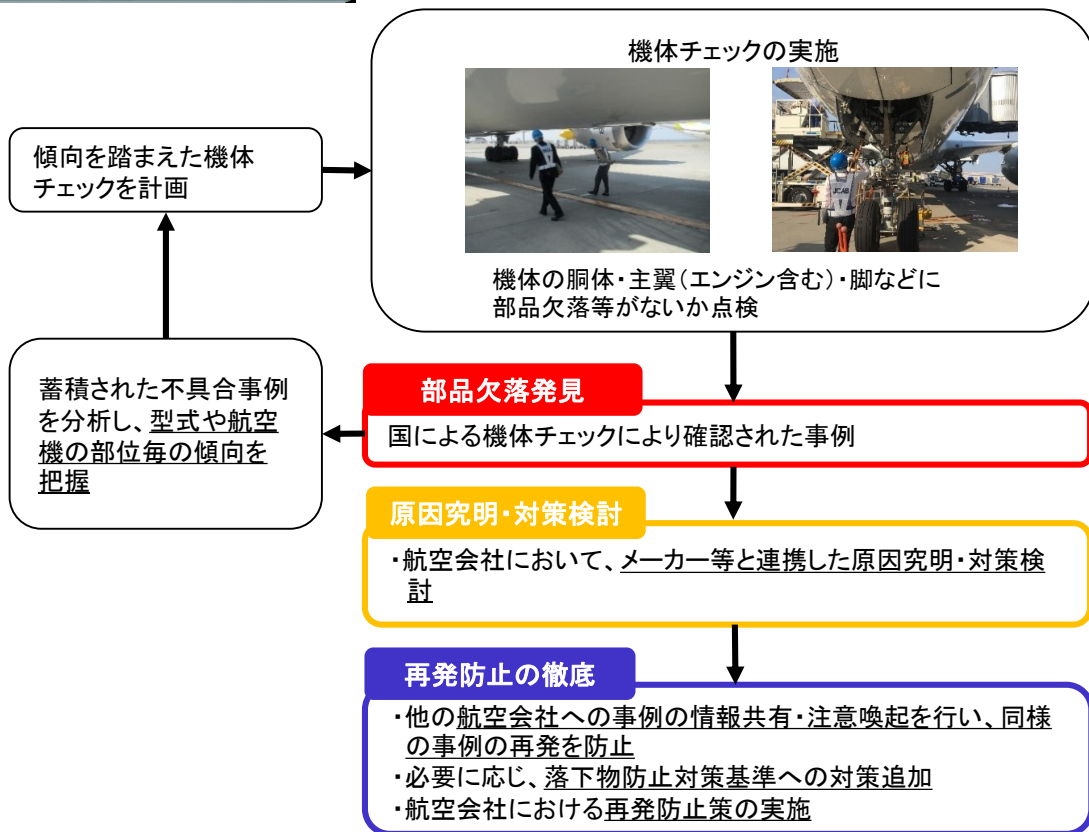 機体チェックの実施
JCAB
機体の胴体・主翼(エンジン含む)・脚などに
部品欠落等がないか点検
傾向を踏まえた機体
チェックを計画
蓄積された不具合事例
を分析し、型式や航空
機の部位毎の傾向を
把握
部品欠落発見
国による機体チェックにより確認された事例
原因究明・対策検討
・航空会社において、メーカー等と連携した原因究明・対策検
討
再発防止の徹底
・他の航空会社への事例の情報共有・注意喚起を行い、同様
の事例の再発を防止
・必要に応じ、落下物防止対策基準への対策追加
・航空会社における再発防止策の実施